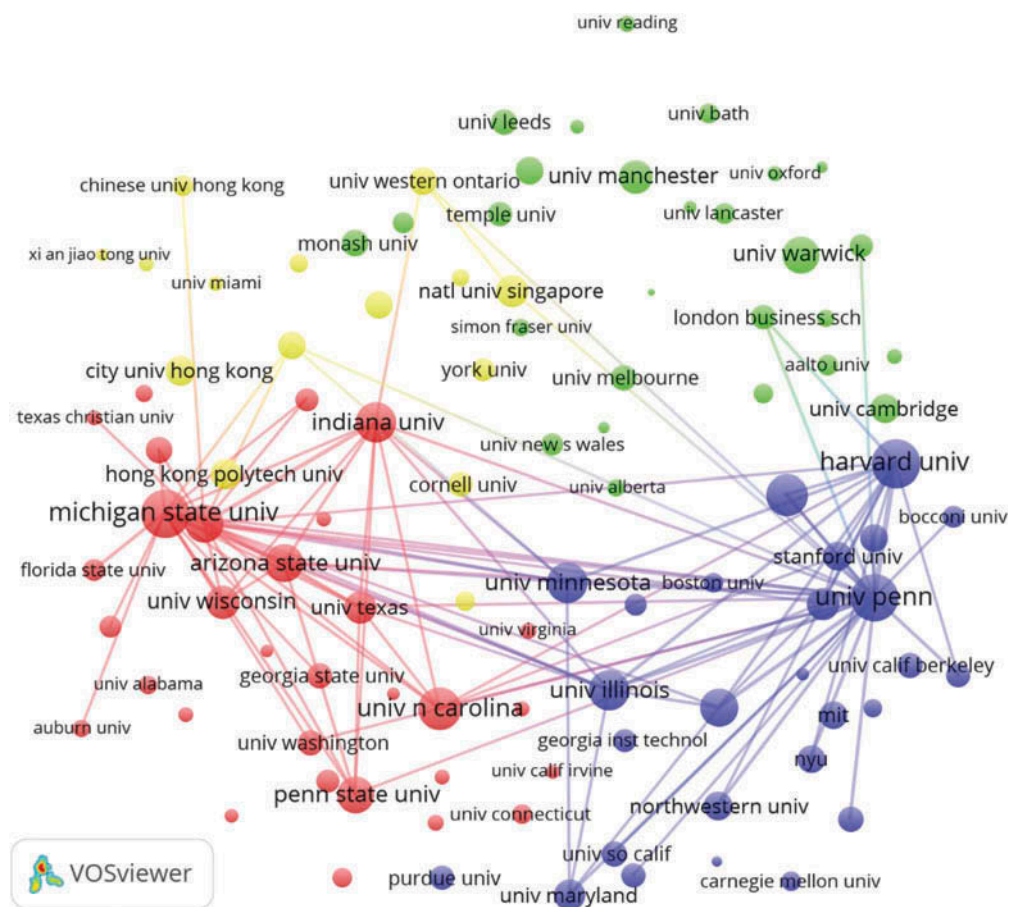 univ reading
univ leeds
univ bath
chinese univ hong kong
univ western ontario
univ manchester
univ oxford
temple univ
univ lancaster
monash univ
xi an jiao tong univ
univ warwick
univ miami
natl univ singapore
simon fraser univ
london business sch
city univ hong kong
york univ
univ melbourne
aalto univ
texas christian univ
indiana univ
univ cambridge
univ new s wales
hong kong polytech univ
cornell univ
univ alberta
harvard univ
michigan state univ
bocconi univ
florida state univ
arizona state univ
univ minnesota
boston univ
stanford univ
univ wisconsin
univ texas
univ penn
univ virginia
georgia state univ
univ calif berkeley
univ alabama
univ illinois
auburn univ
univ n carolina
mit
univ washington
georgia inst technol
nyu
univ calif irvine
penn state univ
univ connecticut
northwestern univ
univ so calif
VOSviewer
purdue univ
univ maryland
carnegie mellon univ